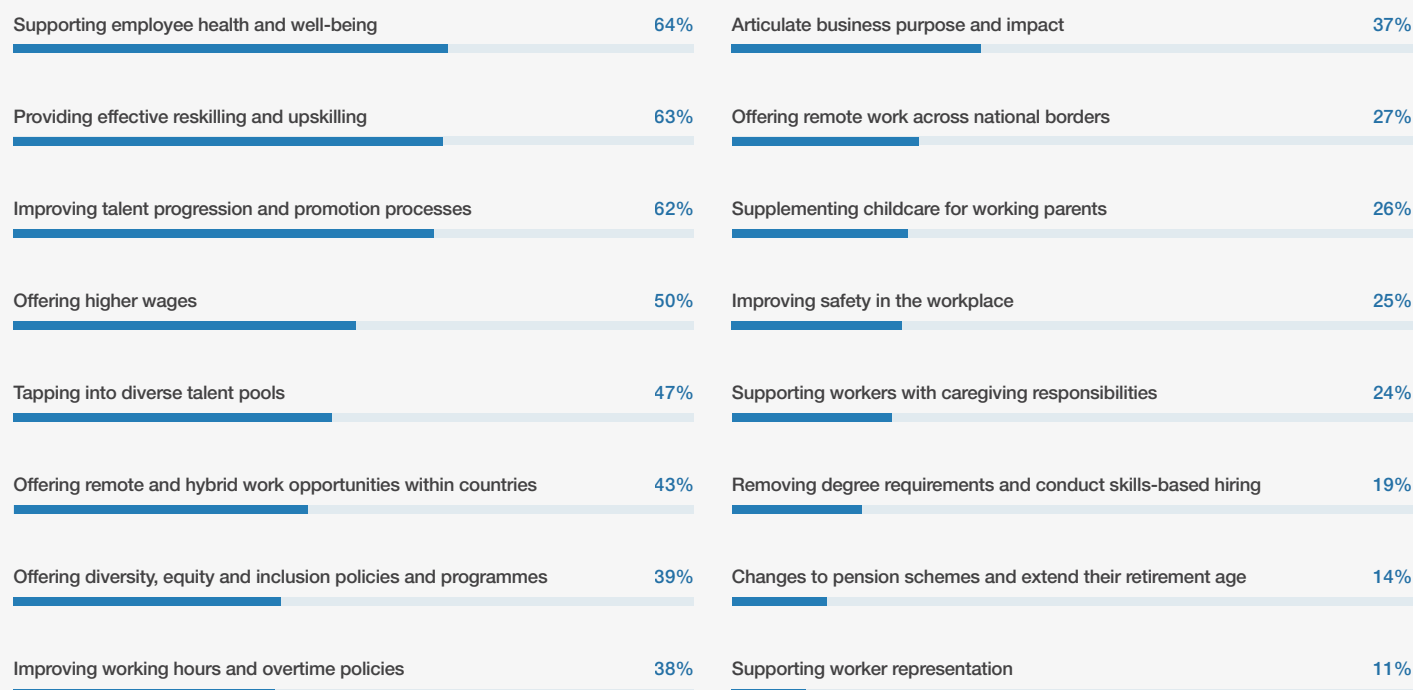 Supporting employee health and well-being 64%
Providing effective reskilling and upskilling 63%
Improving talent progression and promotion processes 62%
Offering higher wages 50%
Tapping into diverse talent pools 47%
Offering remote and hybrid work opportunities within countries 43%
Offering diversity, equity and inclusion policies and programmes 39%
Improving working hours and overtime policies 38%
Articulate business purpose and impact 37%
Offering remote work across national borders 27%
Supplementing childcare for working parents 26%
Improving safety in the workplace 25%
Supporting workers with caregiving responsibilities 24%
Removing degree requirements and conduct skills-based hiring 19%
Changes to pension schemes and extend their retirement age 14%
Supporting worker representation 11%